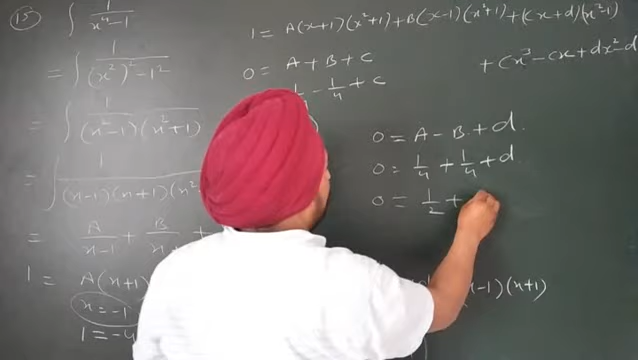 (15) ∫ 1/(x⁴-1)
= ∫ 1/((x²)²-1²)
= ∫ 1/((x²-1)(x²+1))
= ∫ 1/((x-1)(x+1)(x²
= A/(x-1) + B/(x +
1 = A(x+1)
x = -1
1 = -4
1 = A(x+1)(x²+1)+B(x-1)(x²+1)+(Cx+d)(x²-1)
+ Cx³-Cx+dx²-d
0 = A+B+C
1/4 - 1/4 + C
0 = A - B + d
0 = 1/4 + 1/4 + d
0 = 1/2 +
(x-1)(x+1)